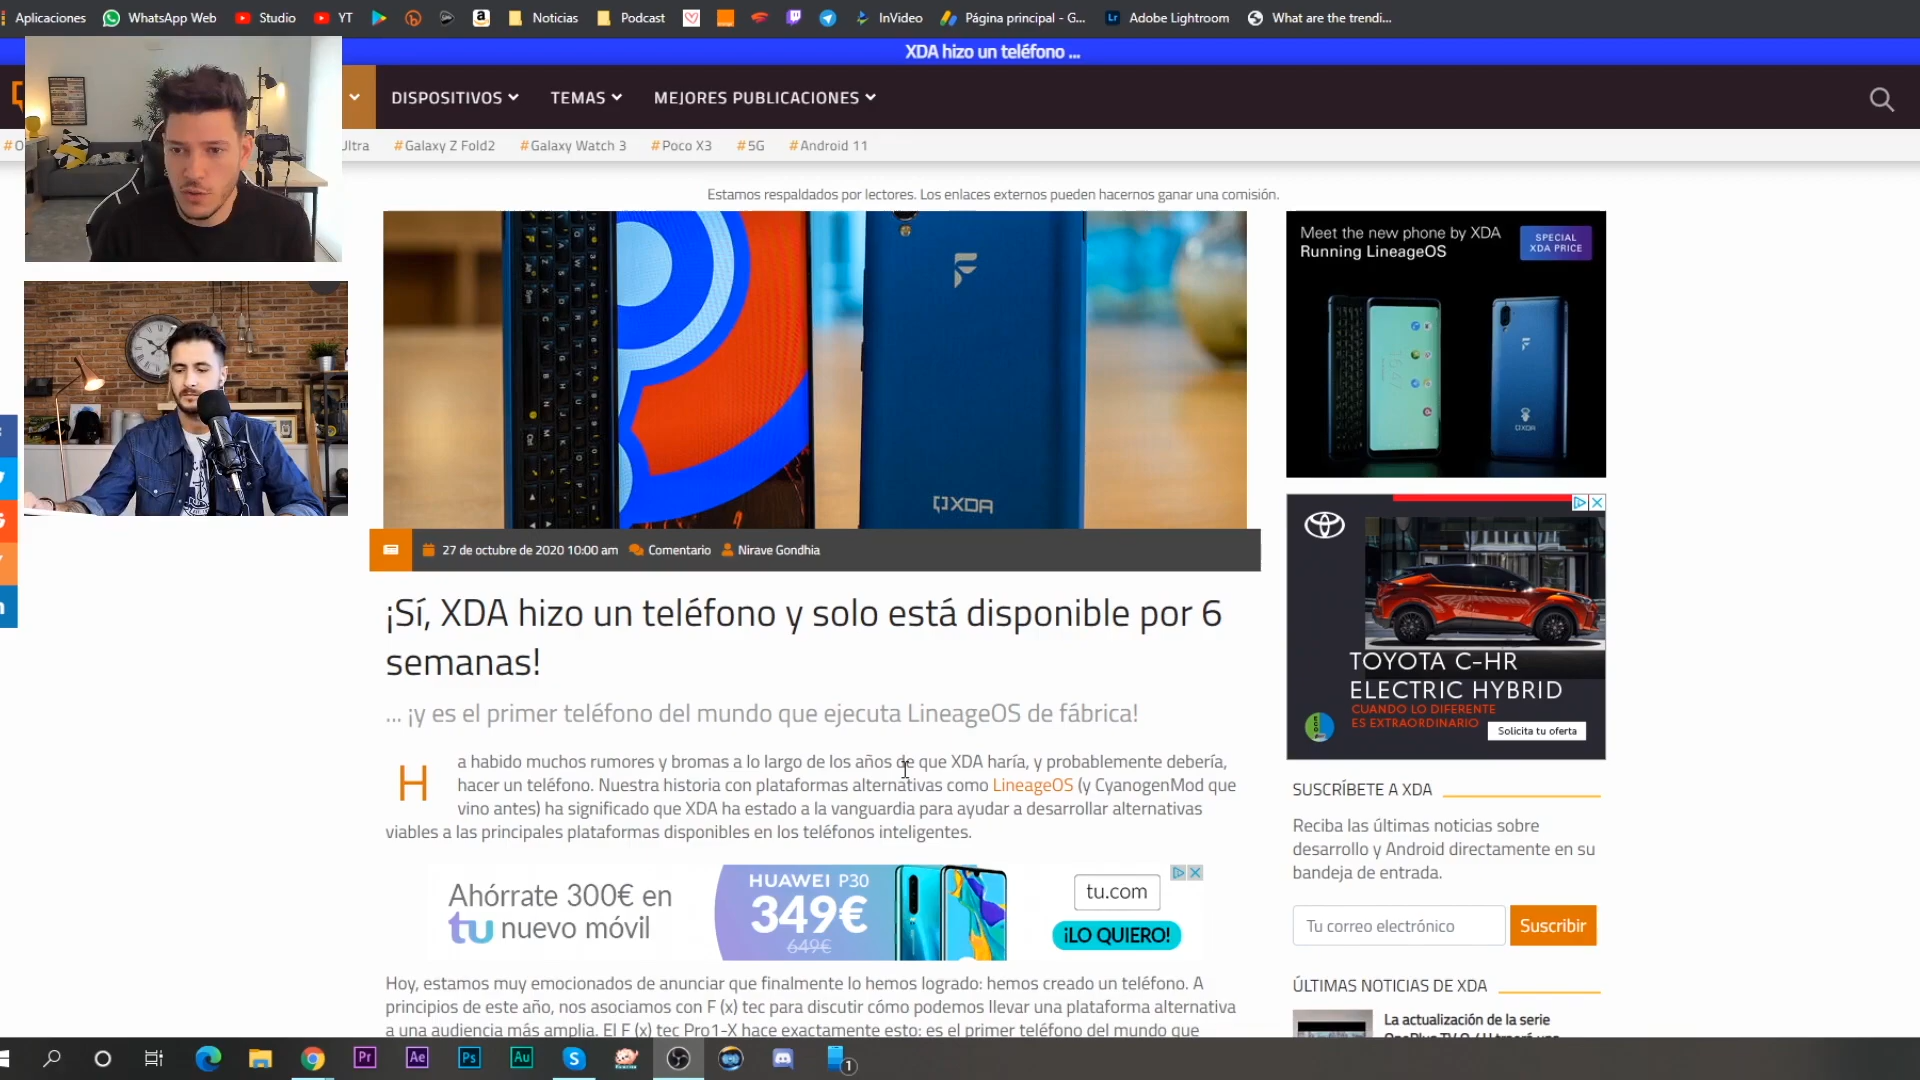 Aplicaciones WhatsApp Web Studio YT Noticias Podcast InVideo Página principal - G... Adobe Lightroom What are the trendi...
XDA hizo un teléfono ...
DISPOSITIVOS TEMAS MEJORES PUBLICACIONES
#O
Ultra #Galaxy Z Fold2 #Galaxy Watch 3 #Poco X3 #5G #Android 11
Estamos respaldados por lectores. Los enlaces externos pueden hacernos ganar una comisión.
XDA
27 de octubre de 2020 10:00 am Comentario Nirave Gondhia
¡Sí, XDA hizo un teléfono y solo está disponible por 6
semanas!
... ¡y es el primer teléfono del mundo que ejecuta LineageOS de fábrica!
Ha habido muchos rumores y bromas a lo largo de los años de que XDA haría, y probablemente debería,
hacer un teléfono. Nuestra historia con plataformas alternativas como LineageOS (y CyanogenMod que
vino antes) ha significado que XDA ha estado a la vanguardia para ayudar a desarrollar alternativas
viables a las principales plataformas disponibles en los teléfonos inteligentes.
Ahórrate 300€ en
tu nuevo móvil
HUAWEI P30
349€
649€
tu.com
¡LO QUIERO!
Hoy, estamos muy emocionados de anunciar que finalmente lo hemos logrado: hemos creado un teléfono. A
principios de este año, nos asociamos con F (x) tec para discutir cómo podemos llevar una plataforma alternativa
a una audiencia más amplia. El F (x) tec Pro1-X hace exactamente esto: es el primer teléfono del mundo que
Meet the new phone by XDA
Running LineageOS
SPECIAL
XDA PRICE
XDA
TOYOTA C-HR
ELECTRIC HYBRID
CUANDO LO DIFERENTE
ES EXTRAORDINARIO
Solicita tu oferta
SUSCRÍBETE A XDA
Reciba las últimas noticias sobre
desarrollo y Android directamente en su
bandeja de entrada.
Tu correo electrónico Suscribir
ÚLTIMAS NOTICIAS DE XDA
La actualización de la serie
Pr Ae Ps Au S 1